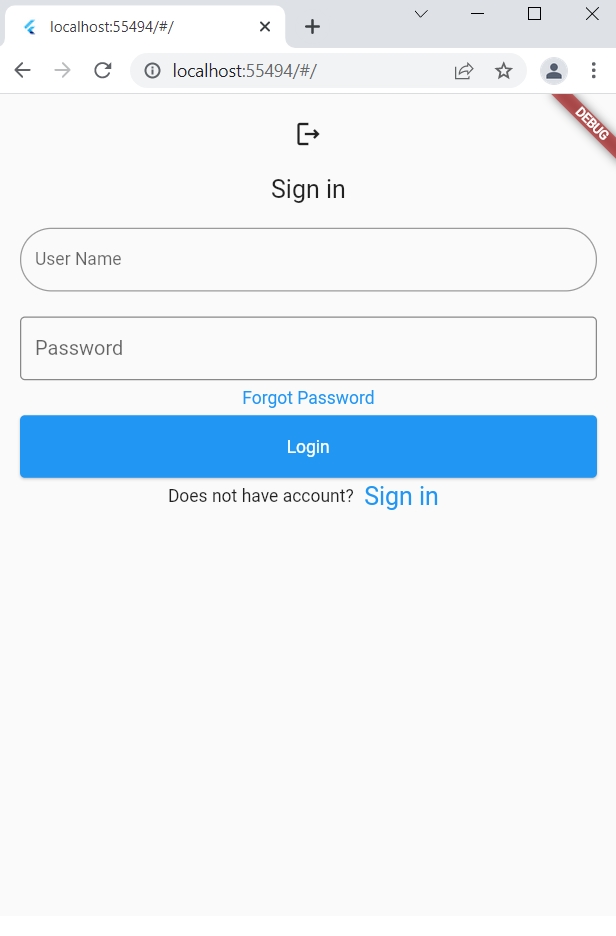 localhost:55494/#/
localhost:55494/#/
DEBUG
Sign in
User Name
Password
Forgot Password
Login
Does not have account? Sign in